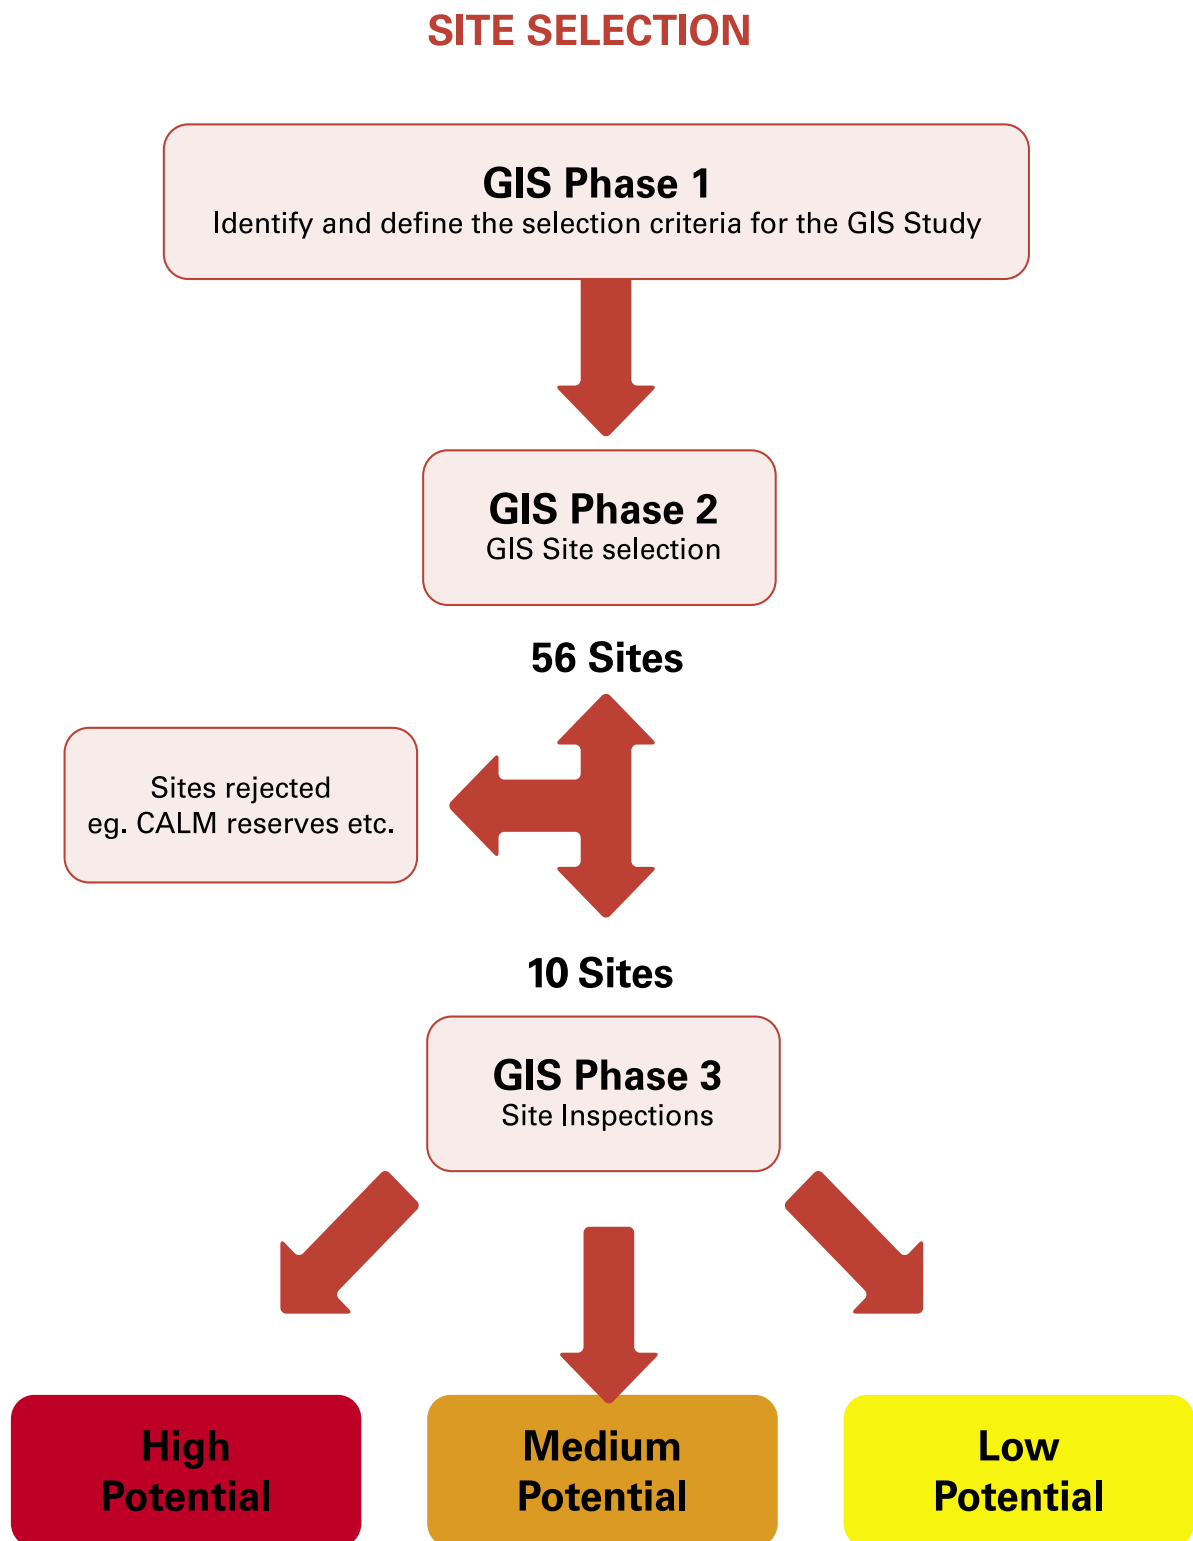 SITE SELECTION
GIS Phase 1
Identify and define the selection criteria for the GIS Study
GIS Phase 2
GIS Site selection
56 Sites
Sites rejected
eg. CALM reserves etc.
10 Sites
GIS Phase 3
Site Inspections
High
Potential
Medium
Potential
Low
Potential